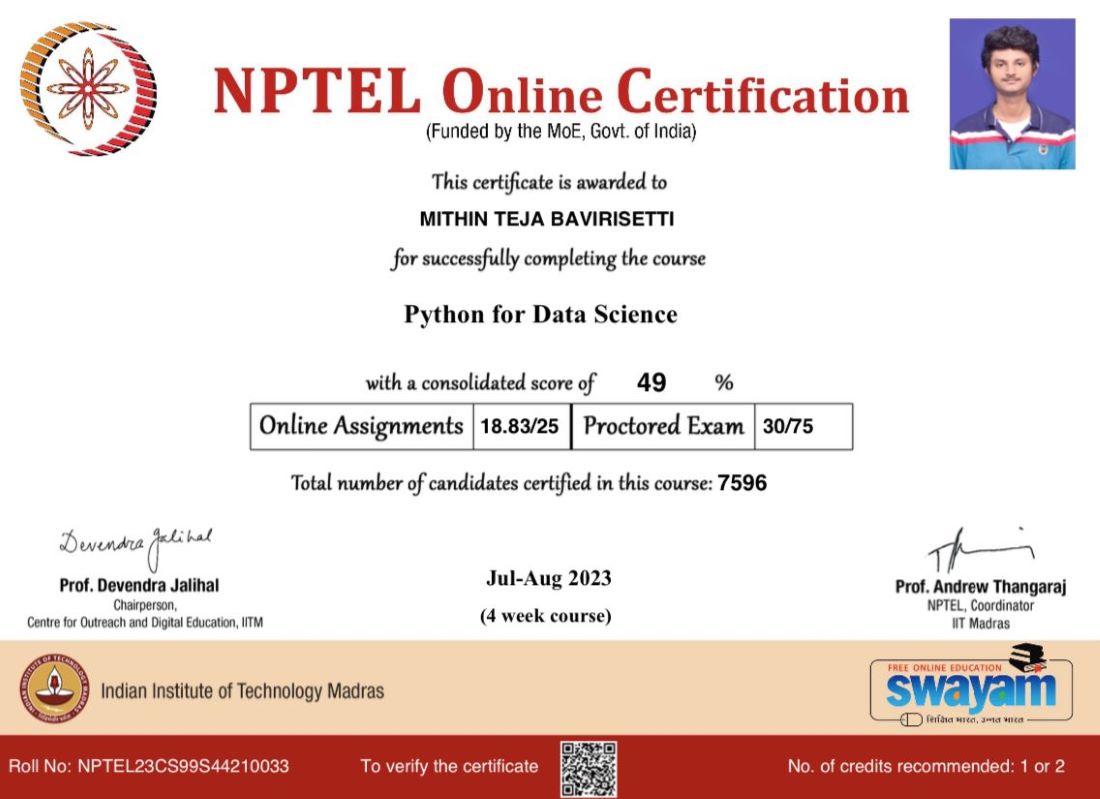 NPTEL Online Certification
(Funded by the MoE, Govt. of India)
This certificate is awarded to
MITHIN TEJA BAVIRISETTI
for successfully completing the course
Python for Data Science
with a consolidated score of 49 %
Online Assignments 18.83/25 Proctored Exam 30/75
Total number of candidates certified in this course: 7596
Devendra Jalihal
Prof. Devendra Jalihal
Chairperson,
Centre for Outreach and Digital Education, IITM
Jul-Aug 2023
(4 week course)
Prof. Andrew Thangaraj
NPTEL, Coordinator
IIT Madras
INDIAN INSTITUTE OF TECHNOLOGY MADRAS
Indian Institute of Technology Madras
FREE ONLINE EDUCATION
swayam
शिक्षित भारत, उन्नत भारत
Roll No: NPTEL23CS99S44210033
To verify the certificate
No. of credits recommended: 1 or 2